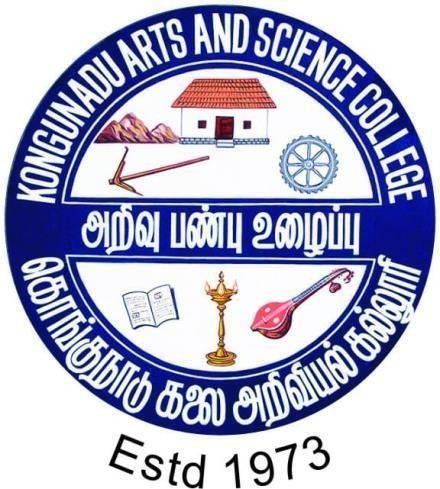 KONGUNADU ARTS AND SCIENCE COLLEGE
அறிவு பண்பு உழைப்பு
கொங்குநாடு கலை அறிவியல் கல்லூரி
Estd 1973